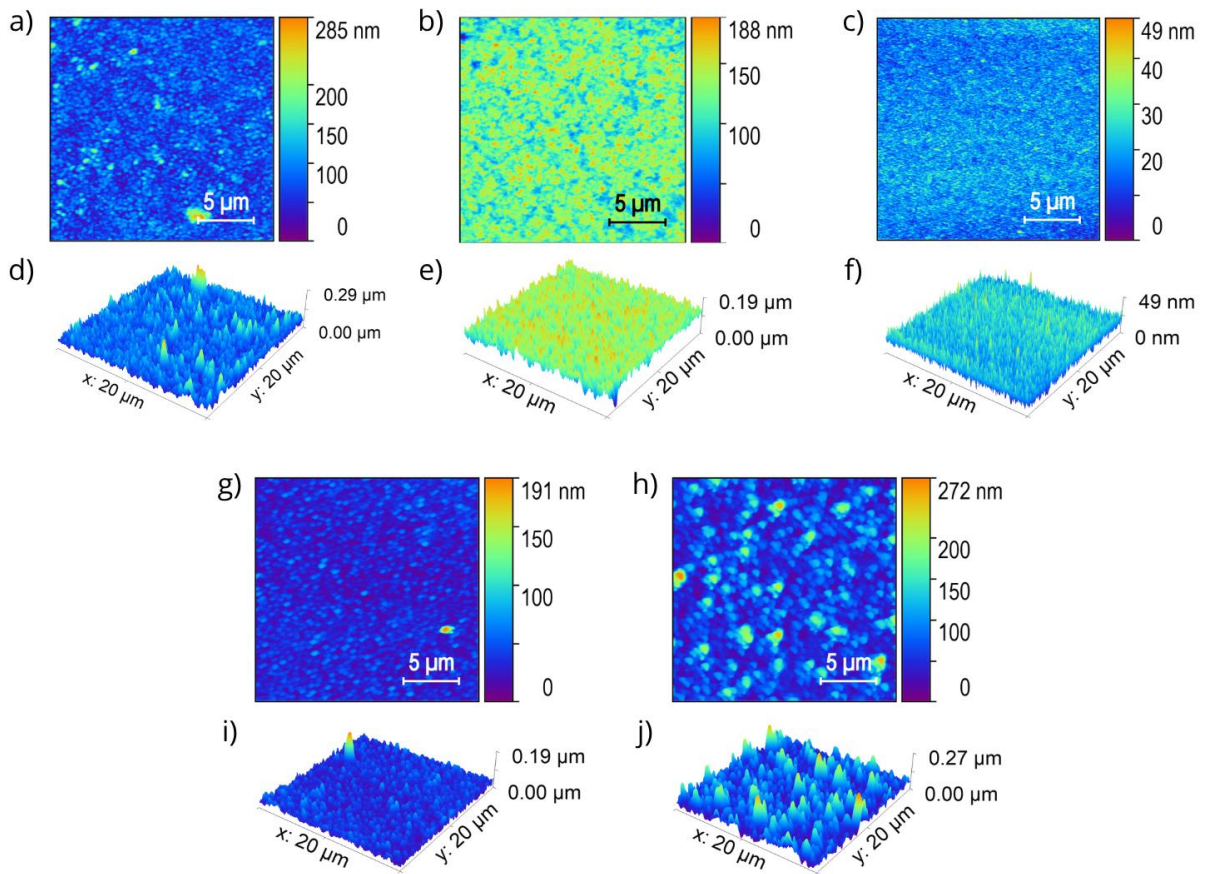 a)
285 nm
200
150
100
0
5 µm
b)
188 nm
150
100
0
5 µm
c)
49 nm
40
30
20
0
5 µm
d)
0.29 µm
0.00 µm
x: 20 µm
y: 20 µm
e)
0.19 µm
0.00 µm
x: 20 µm
y: 20 µm
f)
49 nm
0 nm
x: 20 µm
y: 20 µm
g)
191 nm
150
100
0
5 µm
h)
272 nm
200
150
100
0
5 µm
i)
0.19 µm
0.00 µm
x: 20 µm
y: 20 µm
j)
0.27 µm
0.00 µm
x: 20 µm
y: 20 µm